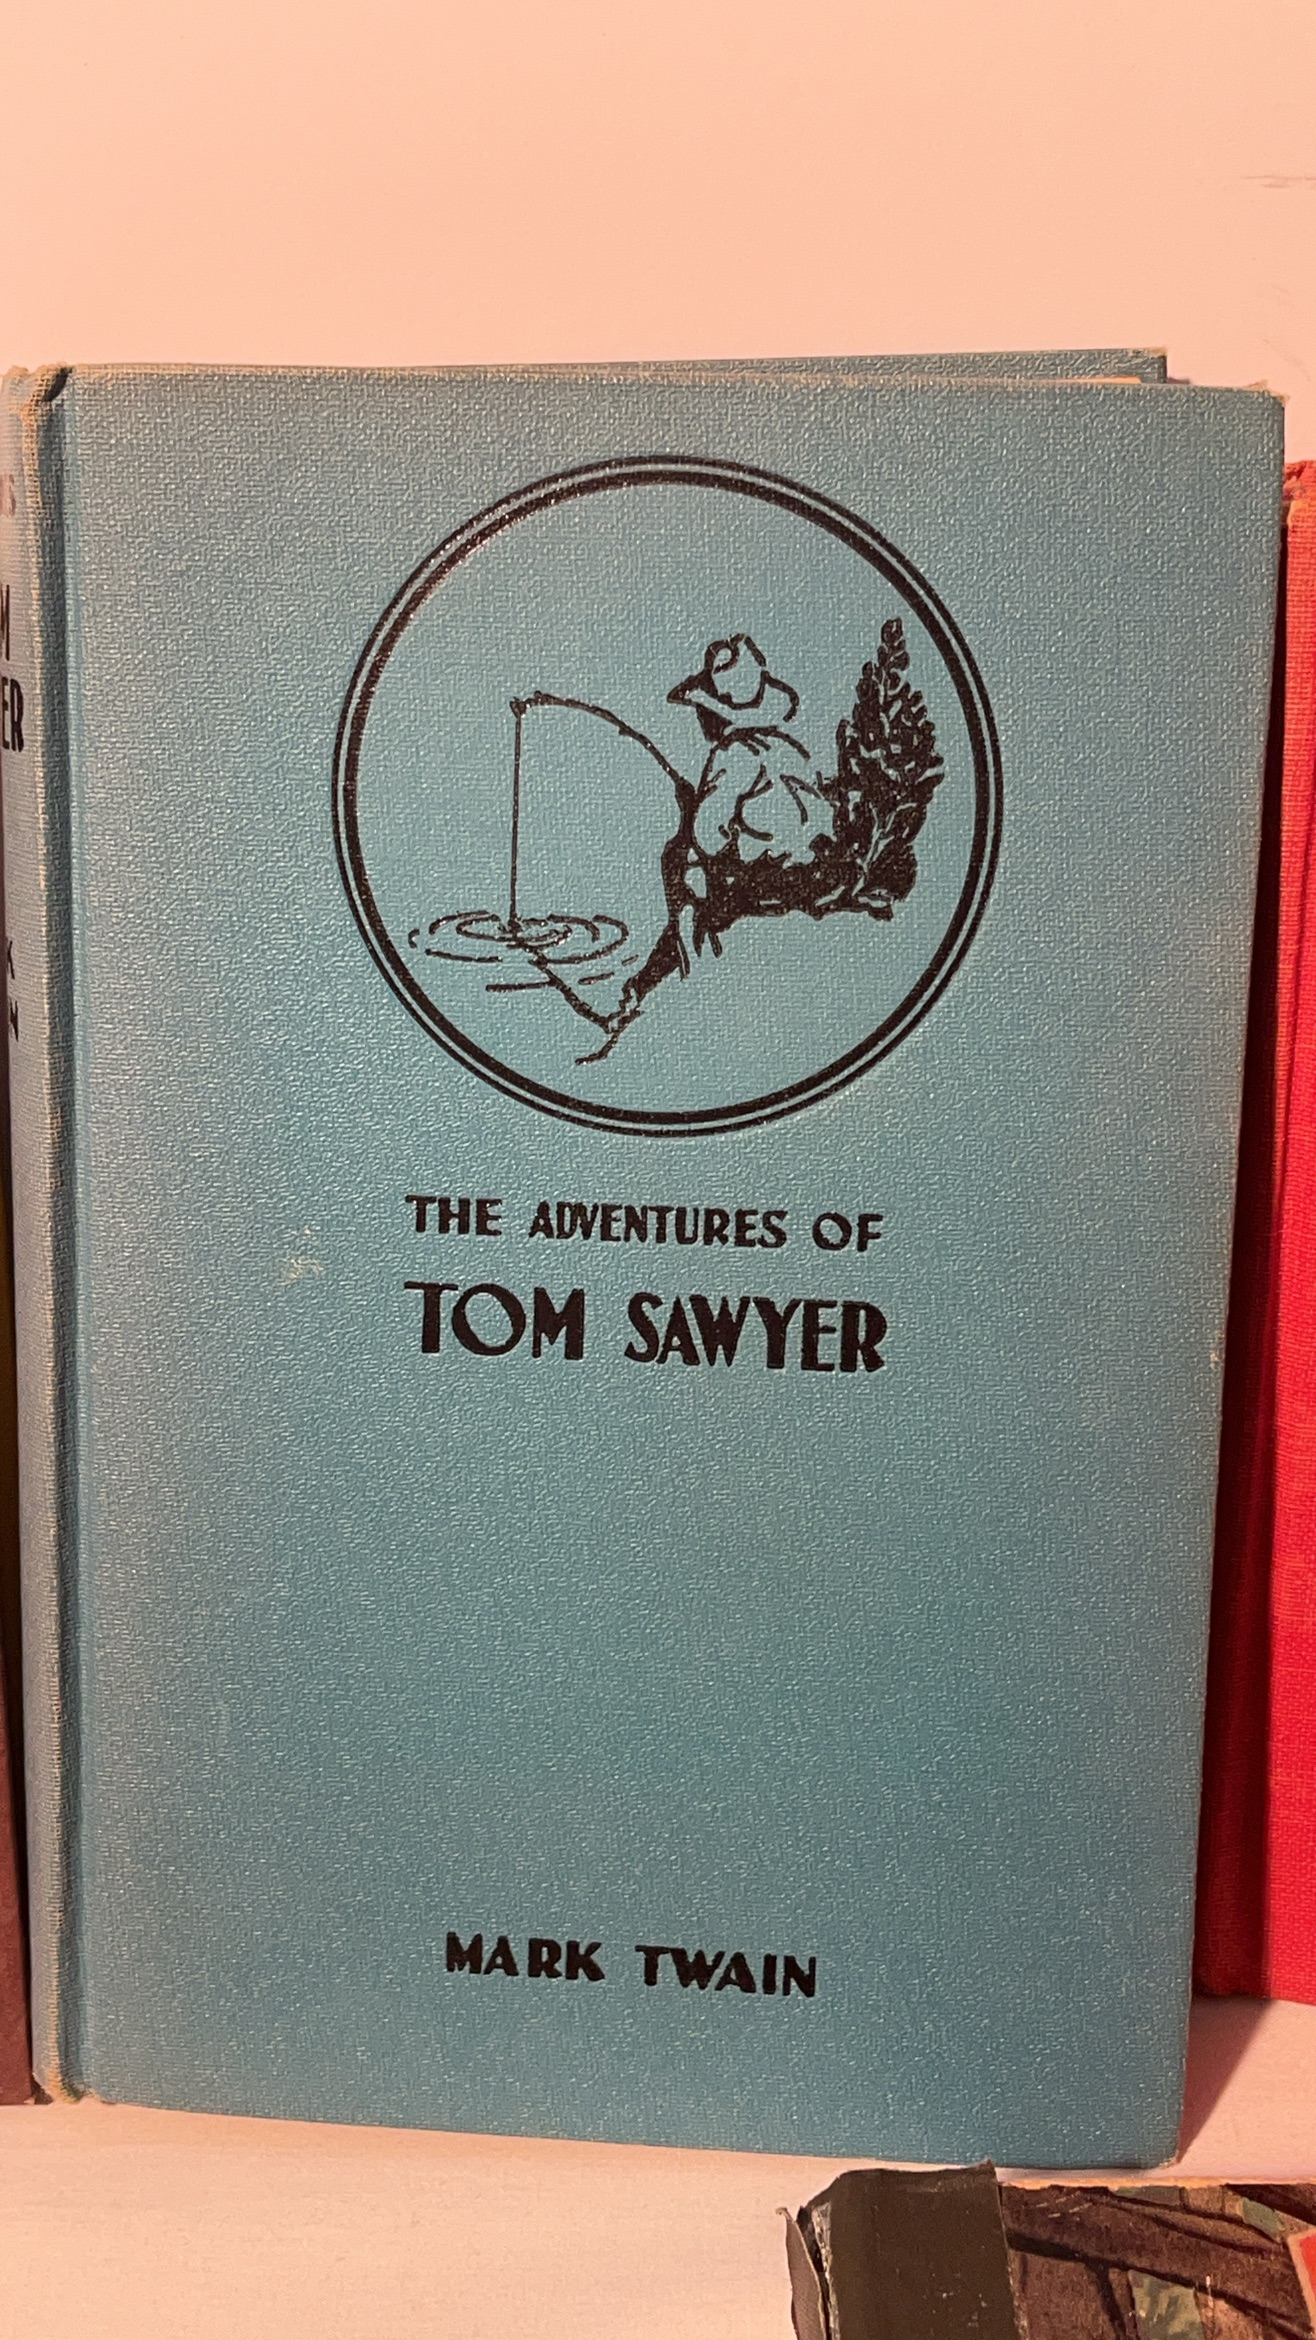 THE ADVENTURES OF
TOM SAWYER
MARK TWAIN